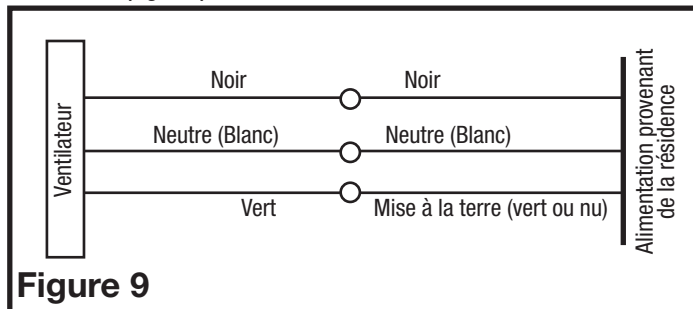 Noir
Noir
Neutre (Blanc)
Neutre (Blanc)
Vert
Mise à la terre (vert ou nu)
Ventilateur
Alimentation provenant
de la résidence
Figure 9